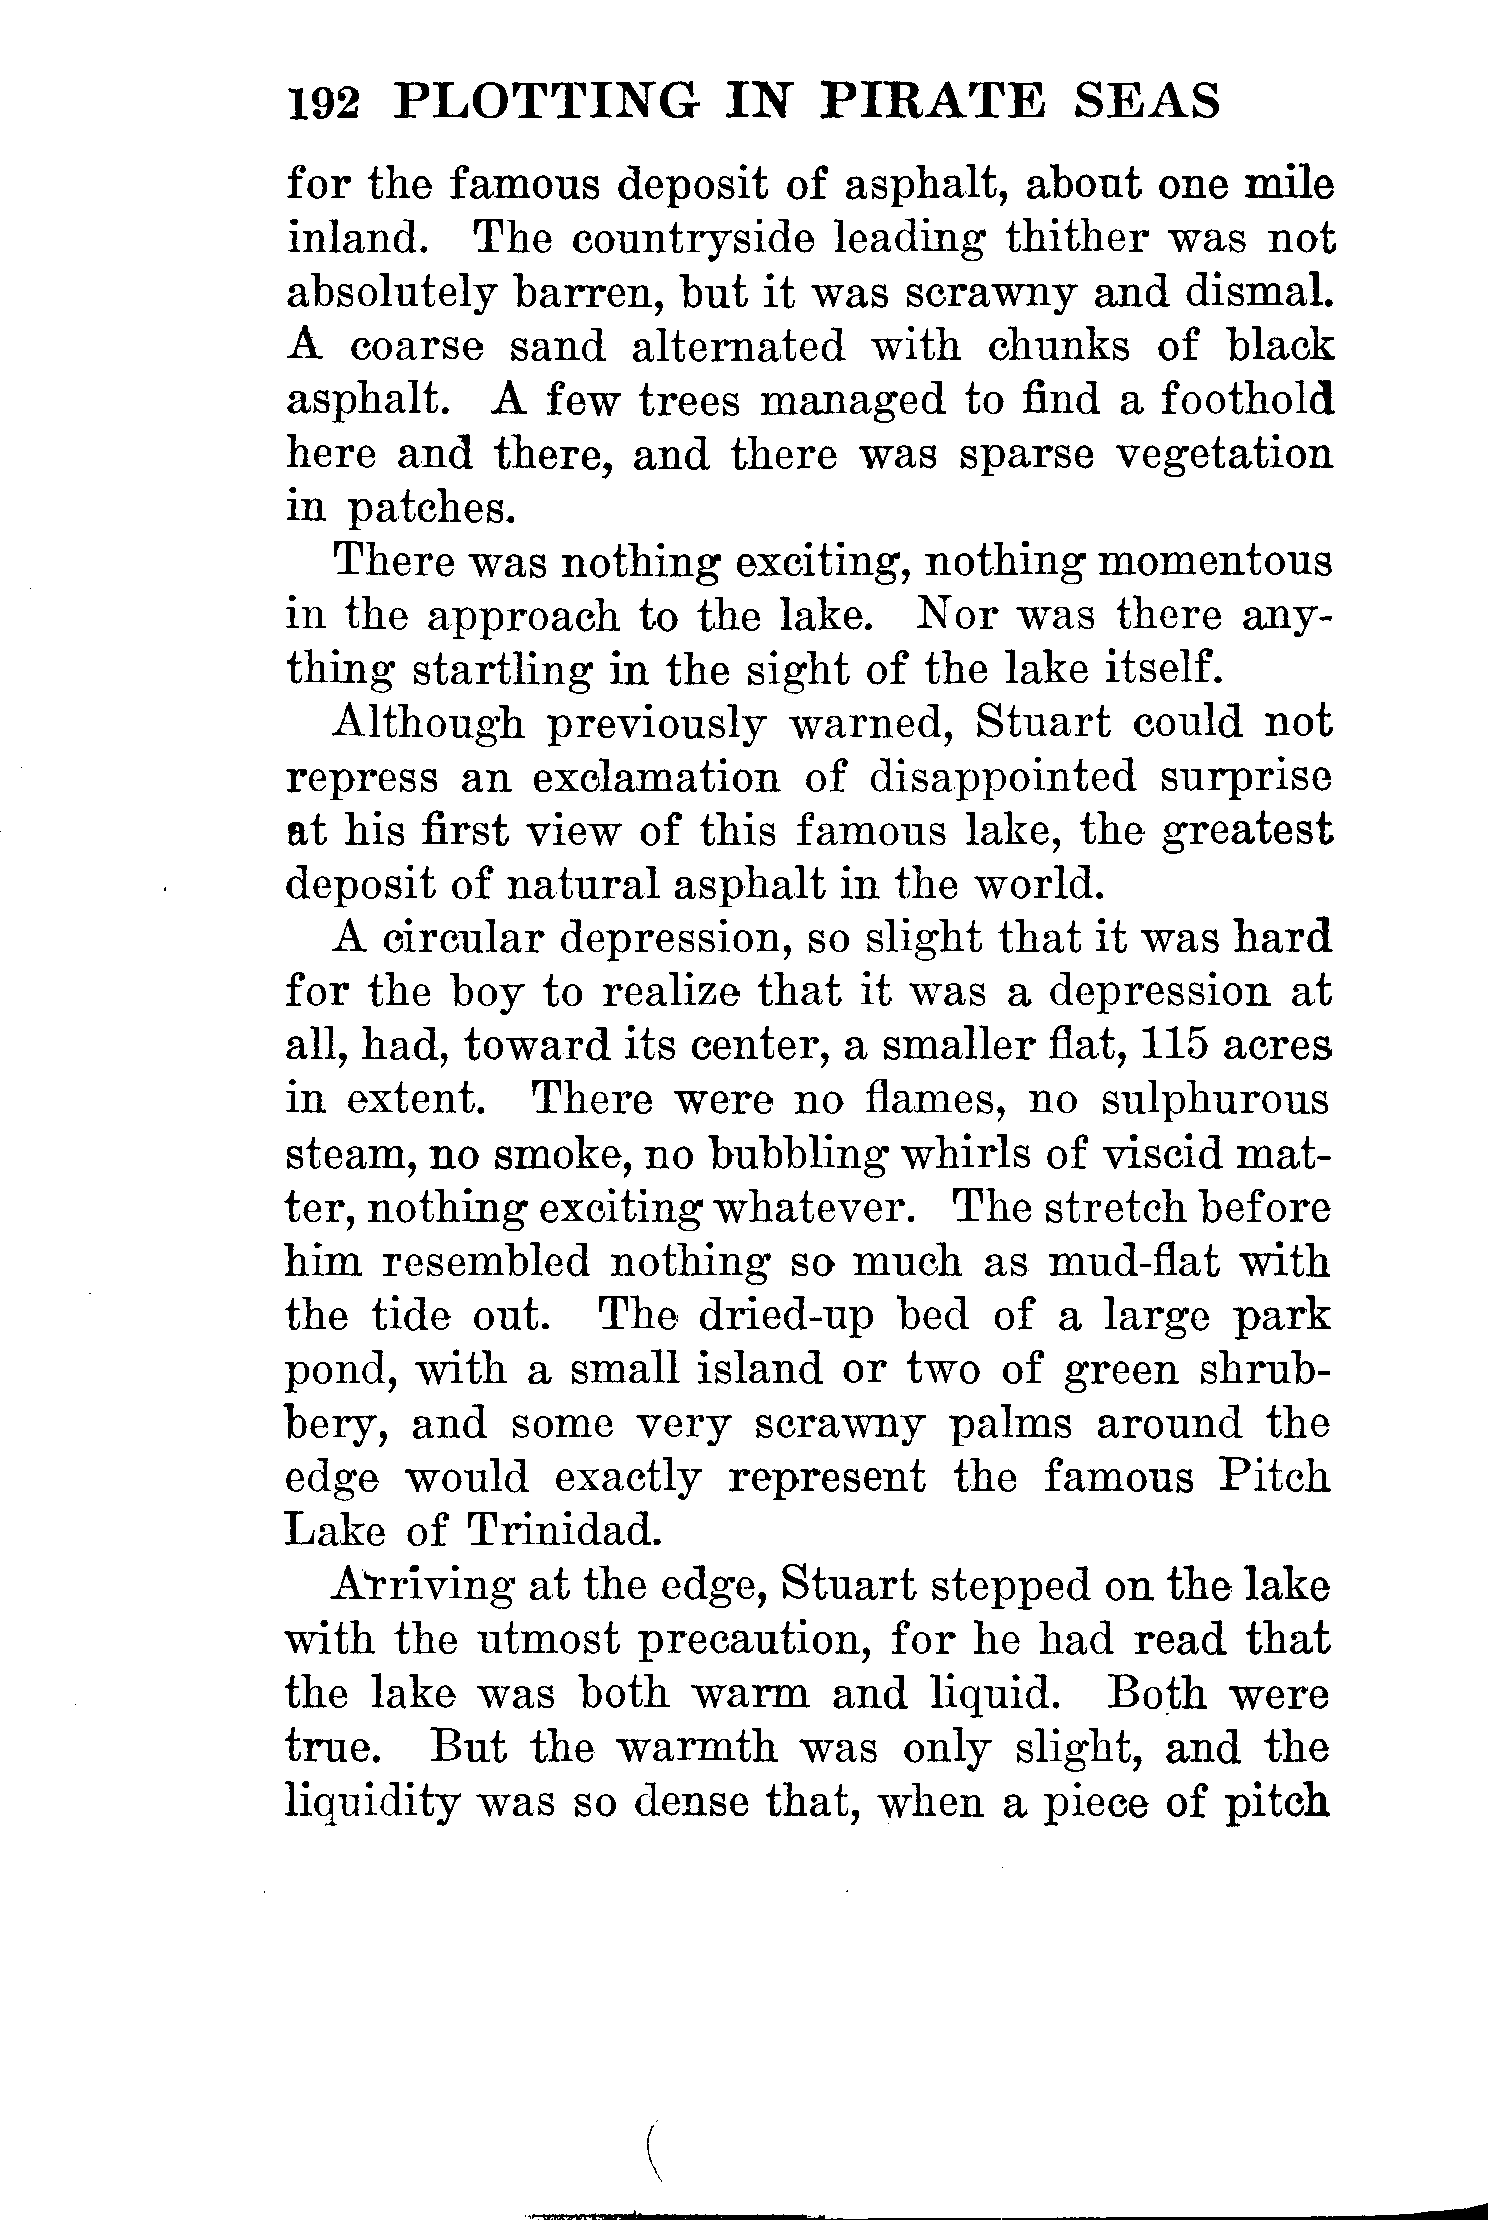 192 PLOTTING IN PIRATE SEAS
for the famous deposit of asphalt, about one mile
inland. The countryside leading thither was not
absolutely barren, but it was scrawny and dismal.
A coarse sand alternated with chunks of black
asphalt. A few trees managed to find a foothold
here and there, and there was sparse vegetation
in patches.
There was nothing exciting, nothing momentous
in the approach to the lake. Nor was there any-
thing startling in the sight of the lake itself.
Although previously warned, Stuart could not
repress an exclamation of disappointed surprise
at his first view of this famous lake, the greatest
deposit of natural asphalt in the world.
A circular depression, so slight that it was hard
for the boy to realize that it was a depression at
all, had, toward its center, a smaller flat, 115 acres
in extent. There were no flames, no sulphurous
steam, no smoke, no bubbling whirls of viscid mat-
ter, nothing exciting whatever. The stretch before
him resembled nothing so much as mud-flat with
the tide out. The dried-up bed of a large park
pond, with a small island or two of green shrub-
bery, and some very scrawny palms around the
edge would exactly represent the famous Pitch
Lake of Trinidad.
Arriving at the edge, Stuart stepped on the lake
with the utmost precaution, for he had read that
the lake was both warm and liquid. Both were
true. But the warmth was only slight, and the
liquidity was so dense that, when a piece of pitch